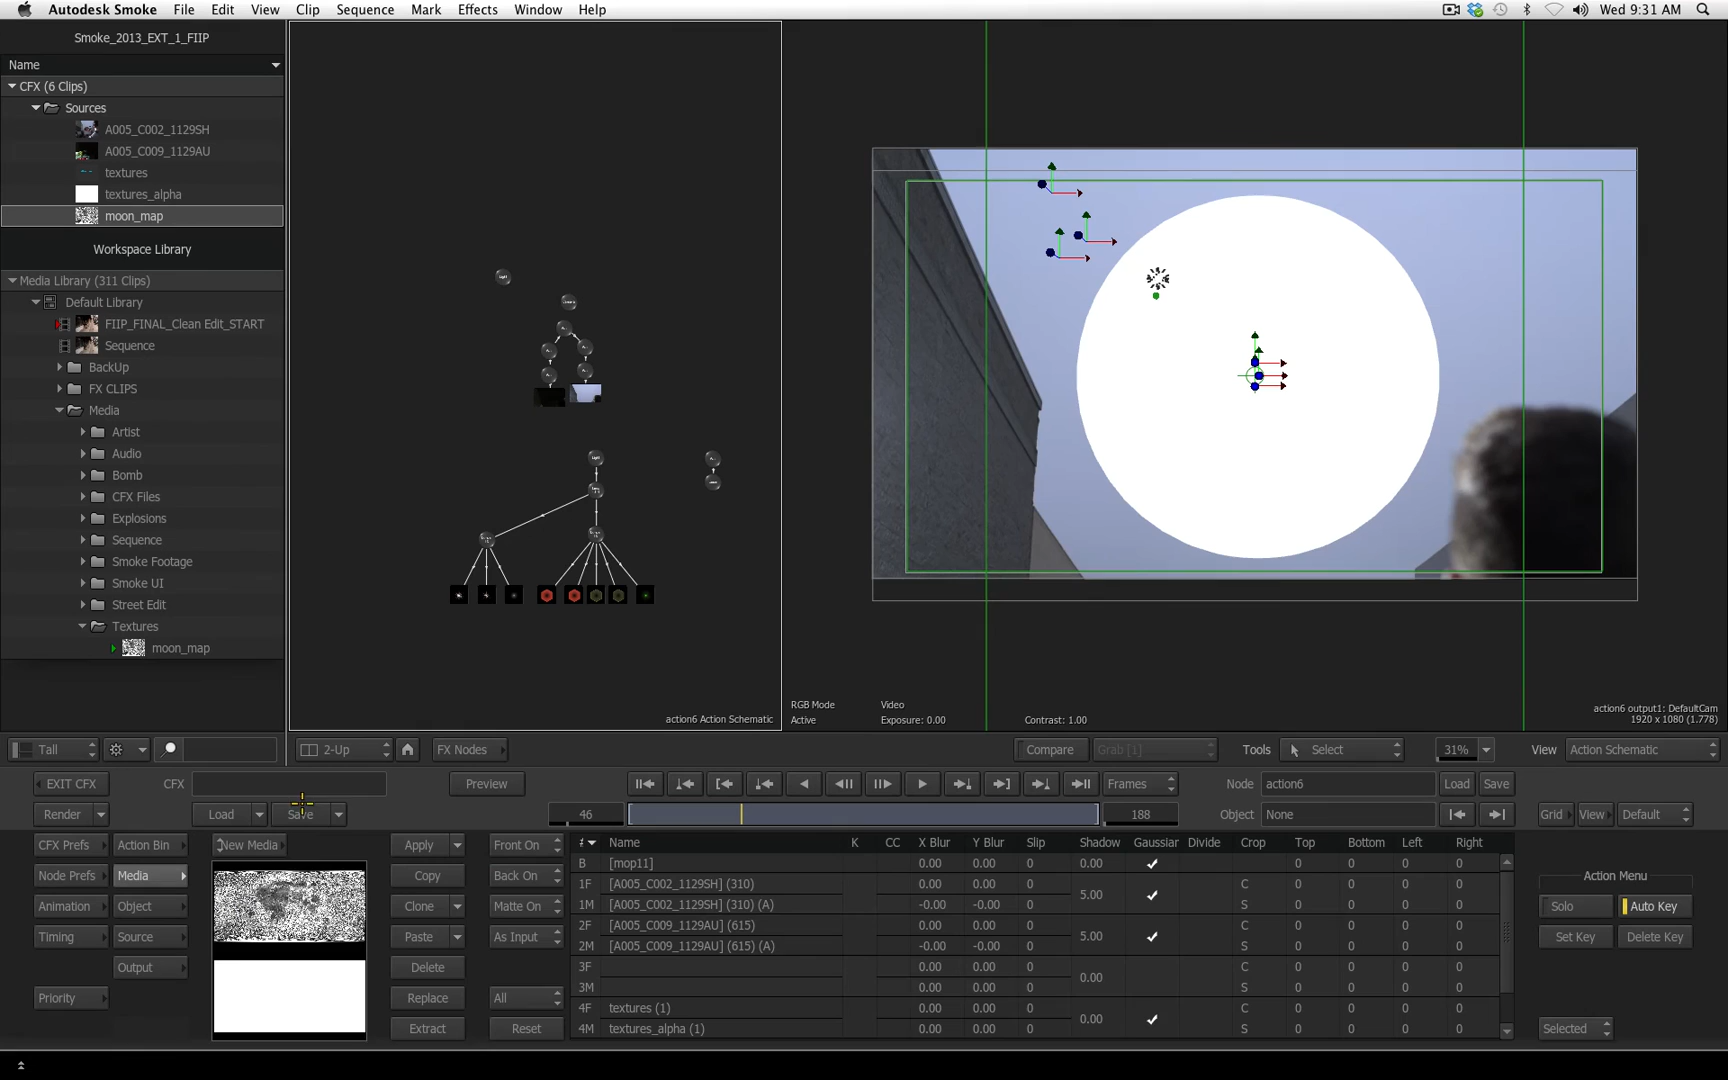 Autodesk Smoke File Edit View Clip Sequence Mark Effects Window Help Wed 9:31 AM
Smoke_2013_EXT_1_FIIP
Name
CFX (6 Clips)
Sources
A005_C002_1129SH
A005_C009_1129AU
textures
textures_alpha
moon_map
Workspace Library
Media Library (311 Clips)
Default Library
FIIP_FINAL_Clean Edit_START
Sequence
BackUp
FX CLIPS
Media
Artist
Audio
Bomb
CFX Files
Explosions
Sequence
Smoke Footage
Smoke UI
Street Edit
Textures
moon_map
action6 Action Schematic
RGB Mode Video
Active Exposure: 0.00 Contrast: 1.00
action6 output1: DefaultCam
1920 x 1080 (1.778)
Tall 2-Up FX Nodes Compare Grab [1] Tools Select 31% View Action Schematic
EXIT CFX CFX Preview Frames Node action6 Load Save
Render Load Save 46 188 Object None Grid View Default
CFX Prefs Action Bin New Media Apply Front On
Node Prefs Media Copy Back On
Animation Object Clone Matte On
Timing Source Paste As Input
Output Delete
Priority Replace All
Extract Reset
# Name K CC X Blur Y Blur Slip Shadow Gaussian Divide Crop Top Bottom Left Right
B [mop11] 0.00 0.00 0 0.00 0 0 0 0
1F [A005_C002_1129SH] (310) 0.00 0.00 0 5.00 C 0 0 0 0
1M [A005_C002_1129SH] (310) (A) -0.00 -0.00 0 S 0 0 0 0
2F [A005_C009_1129AU] (615) 0.00 0.00 0 5.00 C 0 0 0 0
2M [A005_C009_1129AU] (615) (A) -0.00 -0.00 0 S 0 0 0 0
3F 0.00 0.00 0 0.00 C 0 0 0 0
3M 0.00 0.00 0 S 0 0 0 0
4F textures (1) 0.00 0.00 0 0.00 C 0 0 0 0
4M textures_alpha (1) 0.00 0.00 0 S 0 0 0 0
Action Menu
Solo Auto Key
Set Key Delete Key
Selected